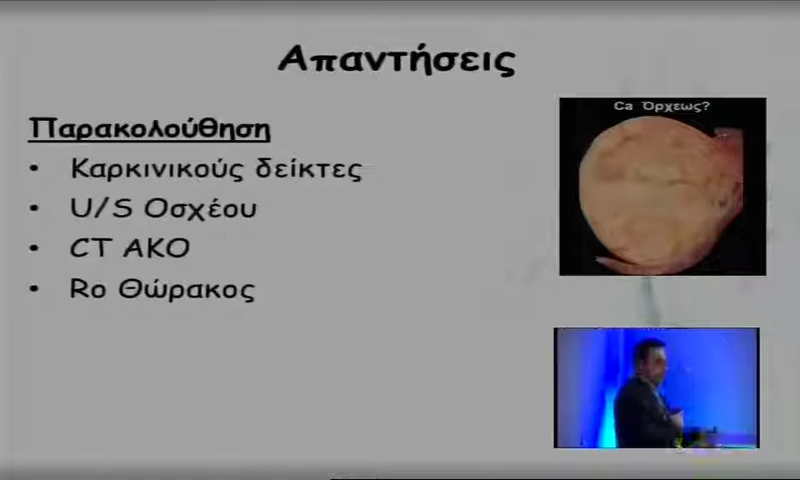 Απαντήσεις
Παρακολούθηση
• Καρκινικούς δείκτες
• U/S Οσχέου
• CT ΑΚΟ
• Ro Θώρακος
Ca Όρχεως?